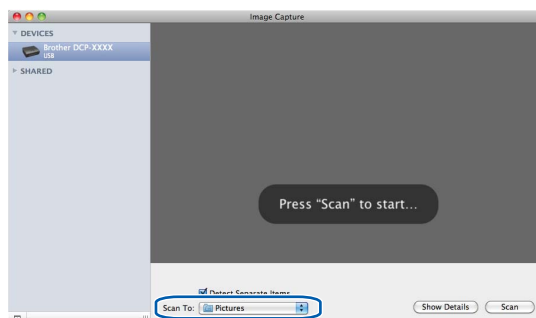 Image Capture
DEVICES
Brother DCP-XXXX
USB
SHARED
Press “Scan” to start...
Detect Separate Items
Scan To: Pictures
Show Details
Scan